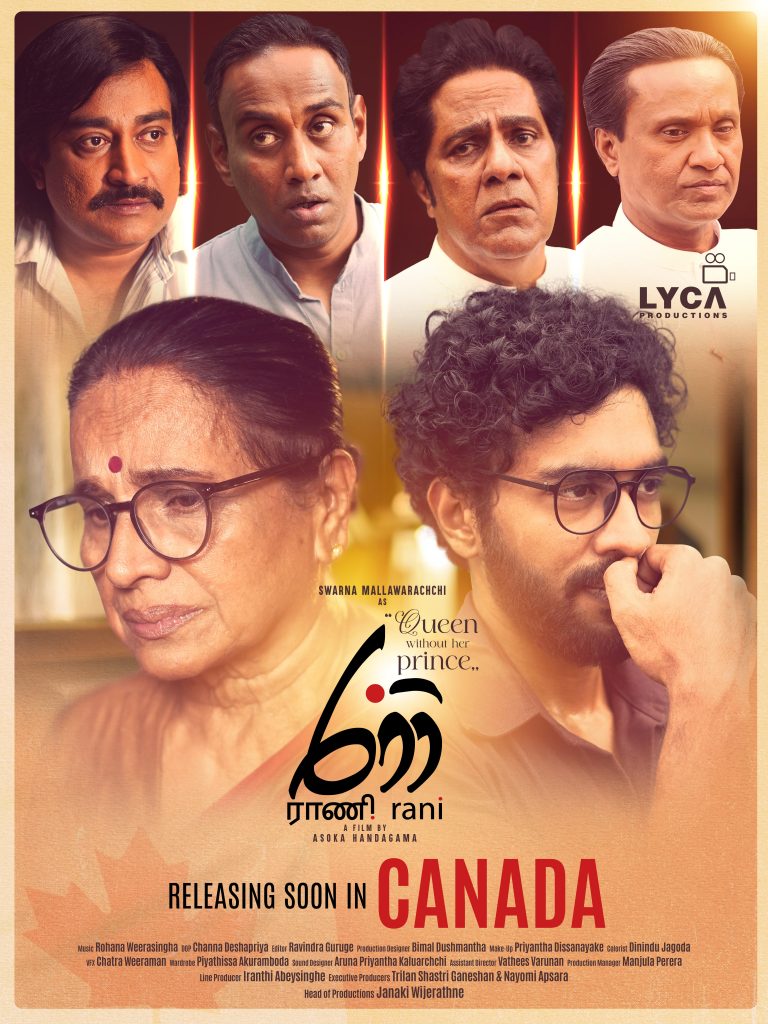 LYCA
PRODUCTIONS
SWARNA MALLAWARACHCHI
AS
“Queen
without her
prince„
ராணி rani
A FILM BY
ASOKA HANDAGAMA
RELEASING SOON IN CANADA
Music Rohana Weerasingha DOP Channa Deshapriya Editor Ravindra Guruge Production Designer Bimal Dushmantha Make-Up Priyantha Dissanayake Colorist Dinindu Jagoda
VFX Chatra Weeraman Wardrobe Piyathissa Akuramboda Sound Designer Aruna Priyantha Kaluarchchi Assistant Director Vathees Varunan Production Manager Manjula Perera
Line Producer Iranthi Abeysinghe Executive Producers Trilan Shastri Ganeshan & Nayomi Apsara
Head of Productions Janaki Wijerathne